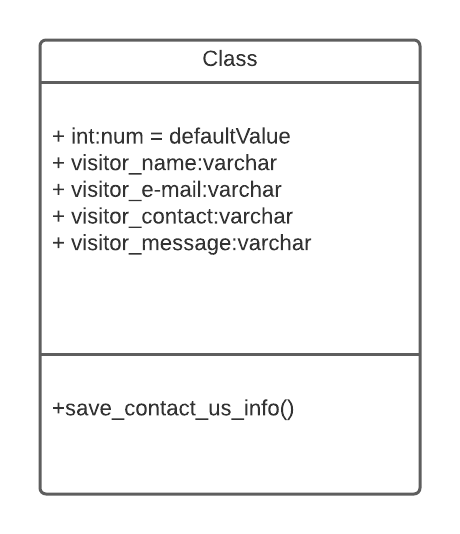 Class
+ int:num = defaultValue
+ visitor_name:varchar
+ visitor_e-mail:varchar
+ visitor_contact:varchar
+ visitor_message:varchar
+save_contact_us_info()